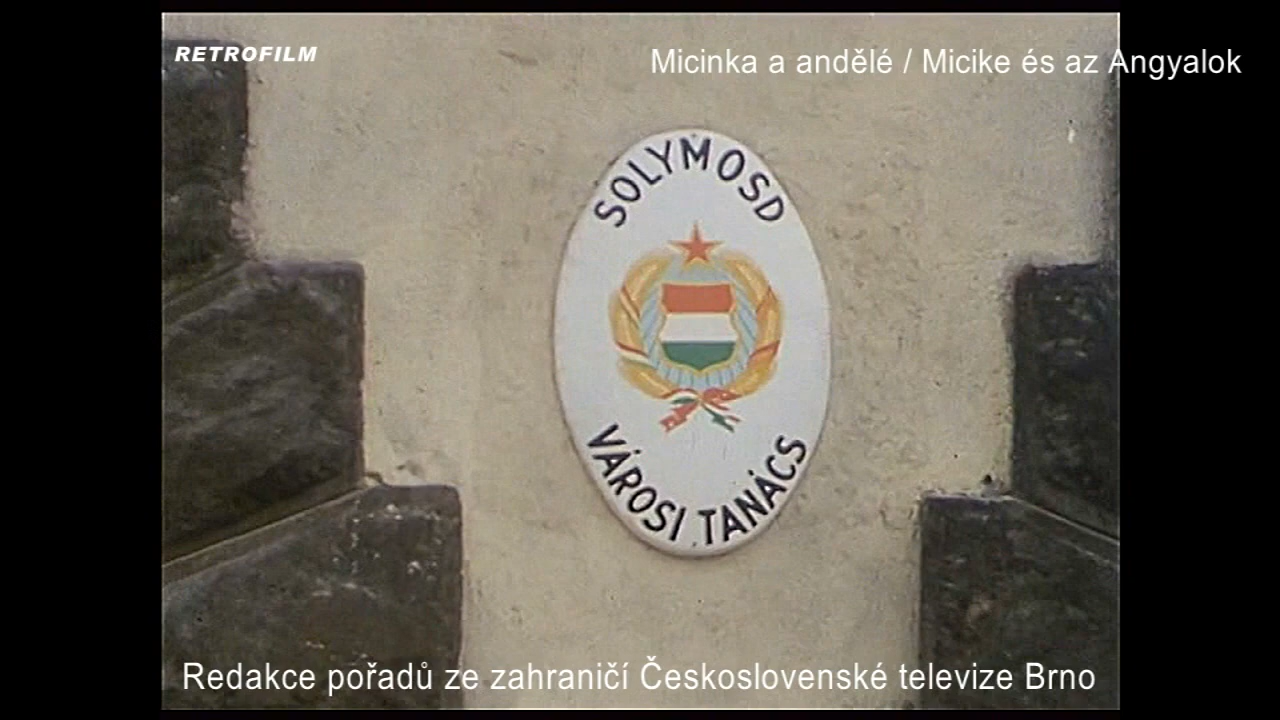 RETROFILM
Micinka a andělé / Micike és az Angyalok
SOLYMOSD
VÁROSI TANÁCS
Redakce pořadů ze zahraničí Československé televize Brno